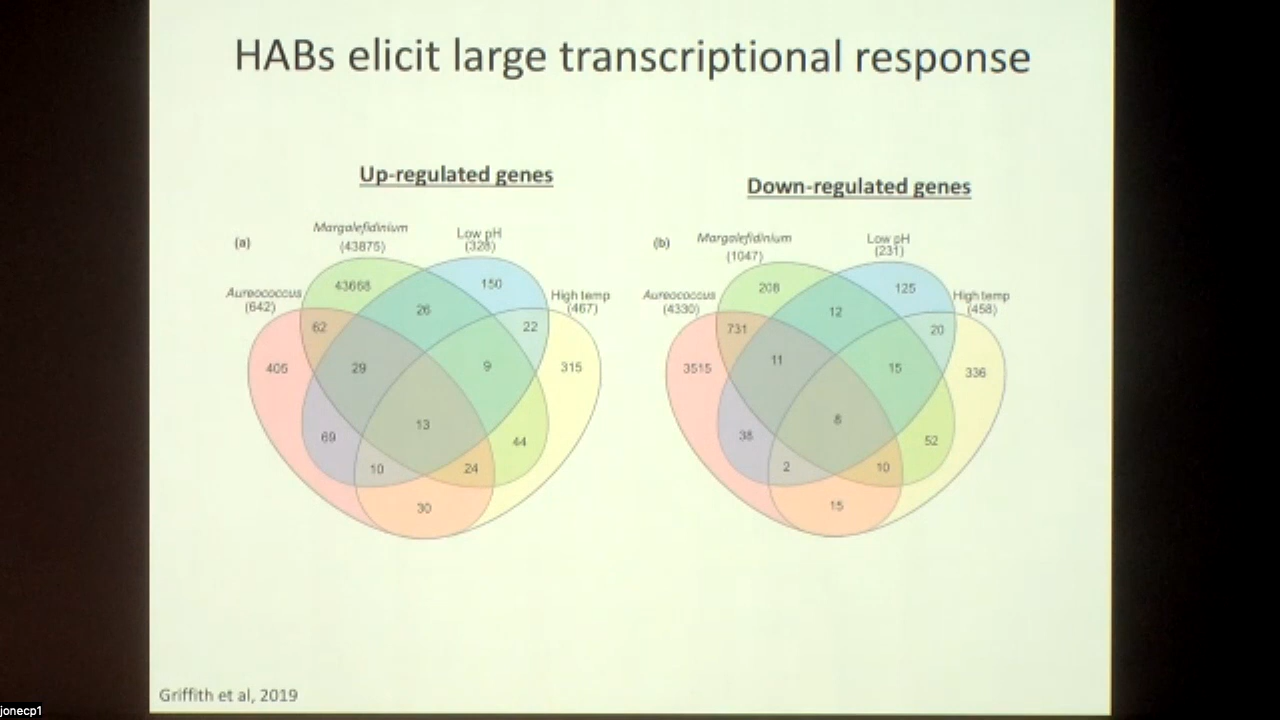 HABs elicit large transcriptional response
Up-regulated genes
Down-regulated genes
(a)
Margalefidinium
(43875)
Low pH
(328)
Aureococcus
(642)
High temp
(467)
43668
150
26
62
22
405
29
9
315
13
69
44
10
24
30
(b)
Margalefidinium
(1047)
Low pH
(231)
Aureococcus
(4330)
High temp
(458)
208
125
12
731
20
3515
11
15
336
8
38
52
2
10
15
Griffith et al, 2019
jonecp1